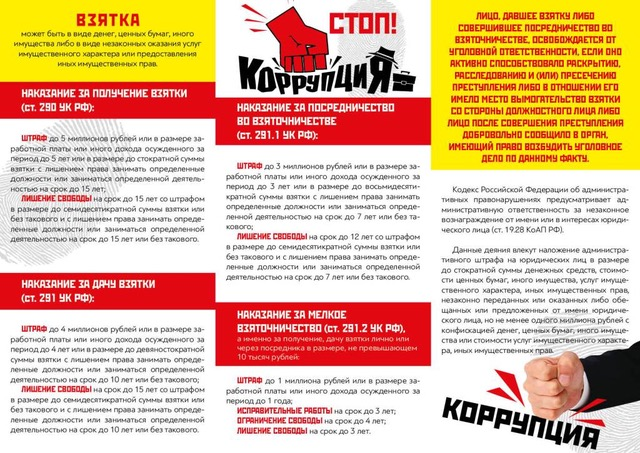 ВЗЯТКА
может быть в виде денег, ценных бумаг, иного
имущества либо в виде незаконных оказания услуг
имущественного характера или предоставления
иных имущественных прав.
НАКАЗАНИЕ ЗА ПОЛУЧЕНИЕ ВЗЯТКИ
(ст. 290 УК РФ):
ШТРАФ до 5 миллионов рублей или в размере за-
работной платы или иного дохода осужденного за
период до 5 лет или в размере до стократной суммы
взятки с лишением права занимать определенные
должности или заниматься определенной деятель-
ностью на срок до 15 лет;
ЛИШЕНИЕ СВОБОДЫ на срок до 15 лет со штрафом
в размере до семидесятикратной суммы взятки или
без такового и с лишением права занимать опреде-
ленные должности или заниматься определенной
деятельностью на срок до 15 лет или без такового.
НАКАЗАНИЕ ЗА ДАЧУ ВЗЯТКИ
(ст. 291 УК РФ):
ШТРАФ до 4 миллионов рублей или в размере за-
работной платы или иного дохода осужденного за
период до 4 лет или в размере до девяностократной
суммы взятки с лишением права занимать опреде-
ленные должности или заниматься определенной
деятельностью на срок до 10 лет или без такового;
ЛИШЕНИЕ СВОБОДЫ на срок до 15 лет со штрафом
в размере до семидесятикратной суммы взятки или
без такового и с лишением права занимать опреде-
ленные должности или заниматься определенной
деятельностью на срок до 10 лет или без такового.
СТОП!
КОРРУПЦИЯ
НАКАЗАНИЕ ЗА ПОСРЕДНИЧЕСТВО
ВО ВЗЯТОЧНИЧЕСТВЕ
(ст. 291.1 УК РФ):
ШТРАФ до 3 миллионов рублей или в размере за-
работной платы или иного дохода осужденного за
период до 3 лет или в размере до восьмидесяти-
кратной суммы взятки с лишением права занимать
определенные должности или заниматься определен-
ной деятельностью на срок до 7 лет или без тако-
вого;
ЛИШЕНИЕ СВОБОДЫ на срок до 12 лет со штрафом
в размере до семидесятикратной суммы взятки или
без такового и с лишением права занимать опреде-
ленные должности или заниматься определенной
деятельностью на срок до 7 лет или без такового.
НАКАЗАНИЕ ЗА МЕЛКОЕ
ВЗЯТОЧНИЧЕСТВО (ст. 291.2 УК РФ),
а именно за получение, дачу взятки лично или
через посредника в размере, не превышающем
10 тысяч рублей:
ШТРАФ до 1 миллиона рублей или в размере за-
работной платы или иного дохода осужденного за
период до 1 года;
ИСПРАВИТЕЛЬНЫЕ РАБОТЫ на срок до 3 лет;
ОГРАНИЧЕНИЕ СВОБОДЫ на срок до 4 лет;
ЛИШЕНИЕ СВОБОДЫ на срок до 3 лет.
ЛИЦО, ДАВШЕЕ ВЗЯТКУ ЛИБО
СОВЕРШИВШЕЕ ПОСРЕДНИЧЕСТВО ВО
ВЗЯТОЧНИЧЕСТВЕ, ОСВОБОЖДАЕТСЯ ОТ
УГОЛОВНОЙ ОТВЕТСТВЕННОСТИ, ЕСЛИ ОНО
АКТИВНО СПОСОБСТВОВАЛО РАСКРЫТИЮ,
РАССЛЕДОВАНИЮ И (ИЛИ) ПРЕСЕЧЕНИЮ
ПРЕСТУПЛЕНИЯ ЛИБО В ОТНОШЕНИИ ЕГО
ИМЕЛО МЕСТО ВЫМОГАТЕЛЬСТВО ВЗЯТКИ
СО СТОРОНЫ ДОЛЖНОСТНОГО ЛИЦА ЛИБО
ЛИЦО ПОСЛЕ СОВЕРШЕНИЯ ПРЕСТУПЛЕНИЯ
ДОБРОВОЛЬНО СООБЩИЛО В ОРГАН,
ИМЕЮЩИЙ ПРАВО ВОЗБУДИТЬ УГОЛОВНОЕ
ДЕЛО ПО ДАННОМУ ФАКТУ.
Кодекс Российской Федерации об административ-
ных правонарушениях предусматривает ад-
министративную ответственность за незаконное
вознаграждение от имени или в интересах юриди-
ческого лица (ст. 19.28 КоАП РФ).
Данные деяния влекут наложение административ-
ного штрафа на юридических лиц в размере
до стократной суммы денежных средств, стоимос-
ти ценных бумаг, иного имущества, услуг имуще-
ственного характера, иных имущественных прав,
незаконно переданных или оказанных либо обе-
щанных или предложенных от имени юридического
лица, но не менее одного миллиона рублей с
конфискацией денег, ценных бумаг, иного имуще-
ства или стоимости услуг имущественного характе-
ра, иных имущественных прав.
КОРРУПЦИЯ